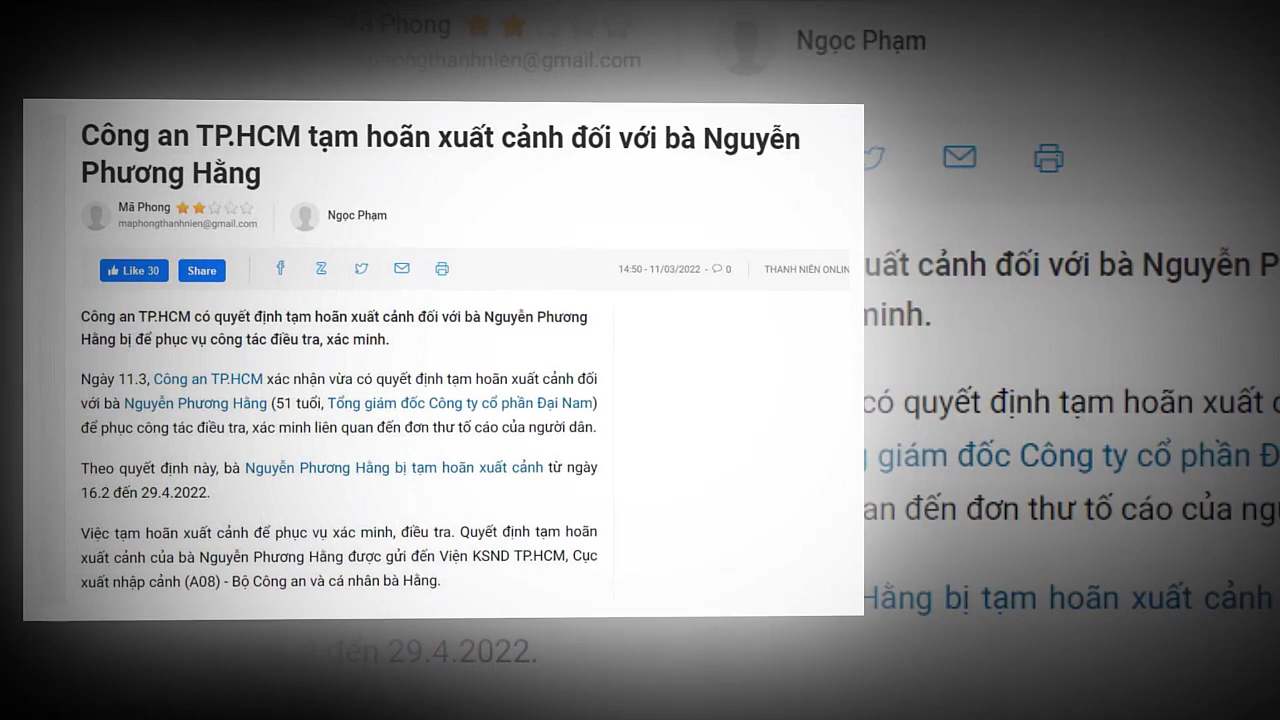 Mã Phong
phongthanhnien@gmail.com
Ngọc Phạm
Công an TP.HCM tạm hoãn xuất cảnh đối với bà Nguyễn
Phương Hằng
Mã Phong
maphongthanhnien@gmail.com
Ngọc Phạm
Like 30
Share
14:50 - 11/03/2022 - 0
THANH NIÊN ONLIN
Công an TP.HCM có quyết định tạm hoãn xuất cảnh đối với bà Nguyễn Phương
Hằng bị để phục vụ công tác điều tra, xác minh.
Ngày 11.3, Công an TP.HCM xác nhận vừa có quyết định tạm hoãn xuất cảnh đối
với bà Nguyễn Phương Hằng (51 tuổi, Tổng giám đốc Công ty cổ phần Đại Nam)
để phục công tác điều tra, xác minh liên quan đến đơn thư tố cáo của người dân.
Theo quyết định này, bà Nguyễn Phương Hằng bị tạm hoãn xuất cảnh từ ngày
16.2 đến 29.4.2022.
Việc tạm hoãn xuất cảnh để phục vụ xác minh, điều tra. Quyết định tạm hoãn
xuất cảnh của bà Nguyễn Phương Hằng được gửi đến Viện KSND TP.HCM, Cục
xuất nhập cảnh (A08) - Bộ Công an và cá nhân bà Hằng.
uất cảnh đối với bà Nguyễn P
minh.
có quyết định tạm hoãn xuất c
giám đốc Công ty cổ phần Đ
an đến đơn thư tố cáo của ng
Hằng bị tạm hoãn xuất cảnh
đến 29.4.2022.